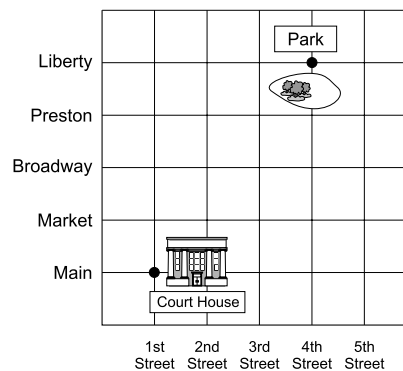 Park
Liberty
Preston
Broadway
Market
Main
Court House
1st 2nd 3rd 4th 5th
Street Street Street Street Street